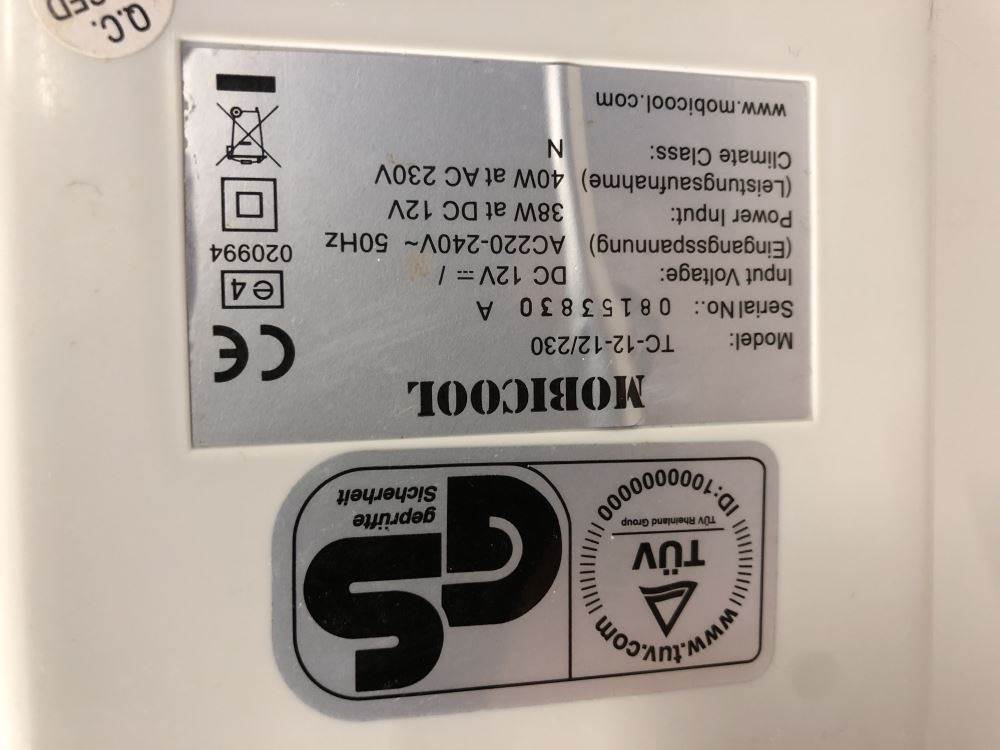 www.tuv.com
TÜV
TÜV Rheinland Group
ID:1000000000
geprüfte
Sicherheit
MOBICOOL
Model: TC-12-12/230
Serial No.: 08153830 A
Input Voltage: DC 12V ⎓ /
(Eingangsspannung) AC220-240V~ 50Hz
Power Input: 38W at DC 12V
(Leistungsaufnahme) 40W at AC 230V
Climate Class: N
www.mobicool.com
CE
e4
020994
Q.C.